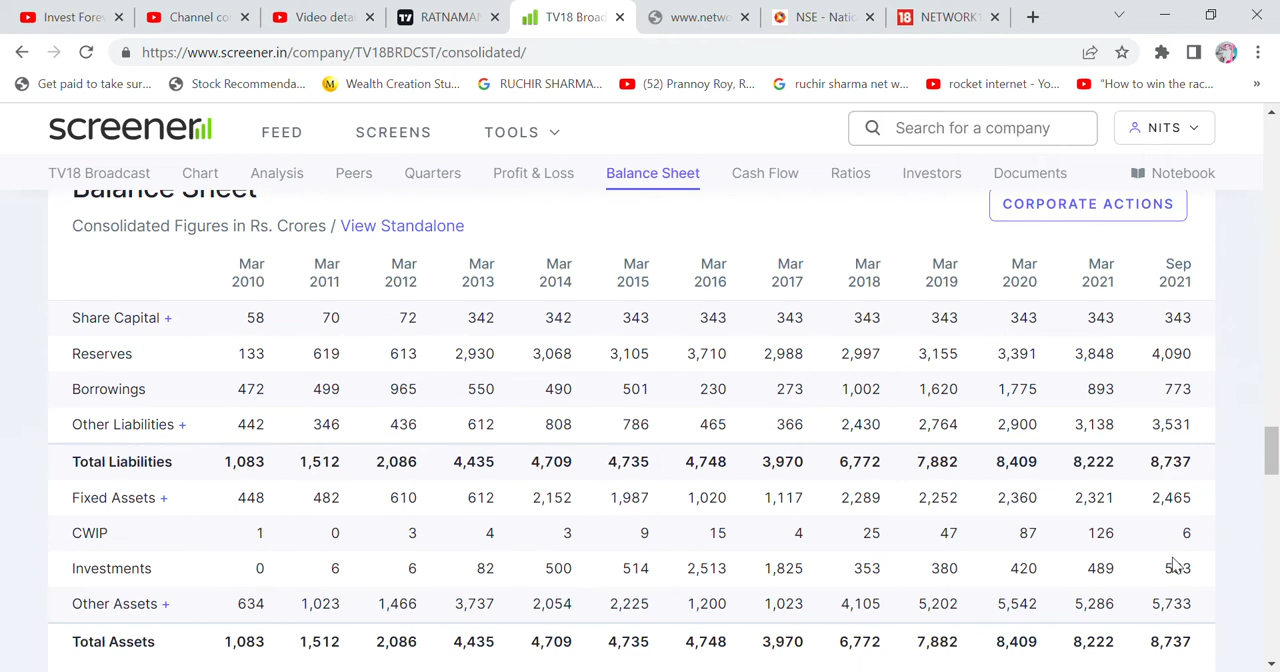 Invest Fore
Channel co
Video deta
RATNAMAN
TV18 Broad
www.netwo
NSE - Natio
NETWORK
https://www.screener.in/company/TV18BRDCST/consolidated/
Get paid to take sur...
Stock Recommenda...
Wealth Creation Stu...
RUCHIR SHARMA...
(52) Prannoy Roy, R...
ruchir sharma net w...
rocket internet - Yo...
"How to win the rac...
»
screener
FEED
SCREENS
TOOLS
Search for a company
NITS
TV18 Broadcast
Chart
Analysis
Peers
Quarters
Profit & Loss
Balance Sheet
Cash Flow
Ratios
Investors
Documents
Notebook
Balance Sheet
CORPORATE ACTIONS
Consolidated Figures in Rs. Crores / View Standalone
Mar 2010 Mar 2011 Mar 2012 Mar 2013 Mar 2014 Mar 2015 Mar 2016 Mar 2017 Mar 2018 Mar 2019 Mar 2020 Mar 2021 Sep 2021
Share Capital + 58 70 72 342 342 343 343 343 343 343 343 343 343
Reserves 133 619 613 2,930 3,068 3,105 3,710 2,988 2,997 3,155 3,391 3,848 4,090
Borrowings 472 499 965 550 490 501 230 273 1,002 1,620 1,775 893 773
Other Liabilities + 442 346 436 612 808 786 465 366 2,430 2,764 2,900 3,138 3,531
Total Liabilities 1,083 1,512 2,086 4,435 4,709 4,735 4,748 3,970 6,772 7,882 8,409 8,222 8,737
Fixed Assets + 448 482 610 612 2,152 1,987 1,020 1,117 2,289 2,252 2,360 2,321 2,465
CWIP 1 0 3 4 3 9 15 4 25 47 87 126 6
Investments 0 6 6 82 500 514 2,513 1,825 353 380 420 489
Other Assets + 634 1,023 1,466 3,737 2,054 2,225 1,200 1,023 4,105 5,202 5,542 5,286 5,733
Total Assets 1,083 1,512 2,086 4,435 4,709 4,735 4,748 3,970 6,772 7,882 8,409 8,222 8,737